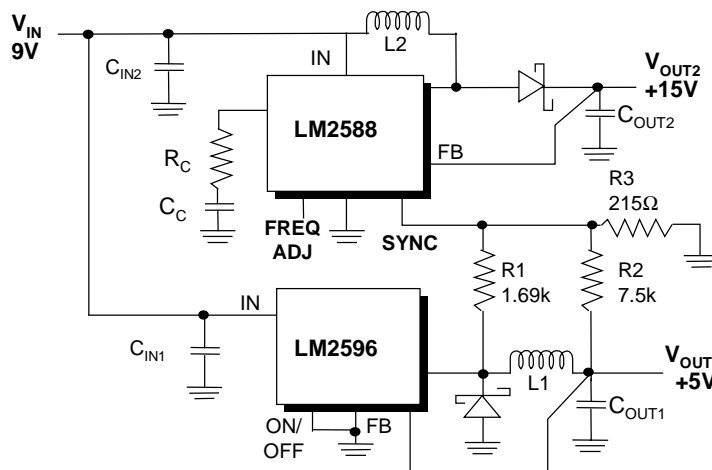 V_IN
9V
C_IN2
IN
L2
LM2588
V_OUT2
+15V
C_OUT2
FB
R_C
C_C
FREQ
ADJ
SYNC
R3
215Ω
R1
1.69k
R2
7.5k
IN
LM2596
C_IN1
L1
V_OUT
+5V
C_OUT1
ON/
OFF
FB